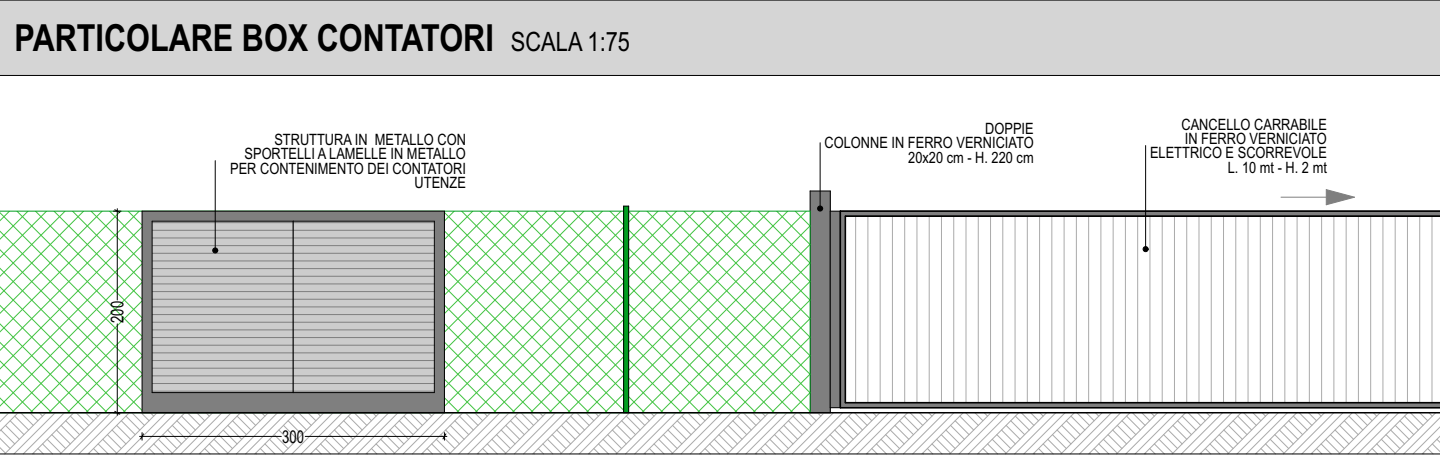 PARTICOLARE BOX CONTATORI SCALA 1:75
STRUTTURA IN METALLO CON
SPORTELLI A LAMELLE IN METALLO
PER CONTENIMENTO DEI CONTATORI
UTENZE
DOPPIE
COLONNE IN FERRO VERNICIATO
20x20 cm - H. 220 cm
CANCELLO CARRABILE
IN FERRO VERNICIATO
ELETTRICO E SCORREVOLE
L. 10 mt - H. 2 mt
200
300